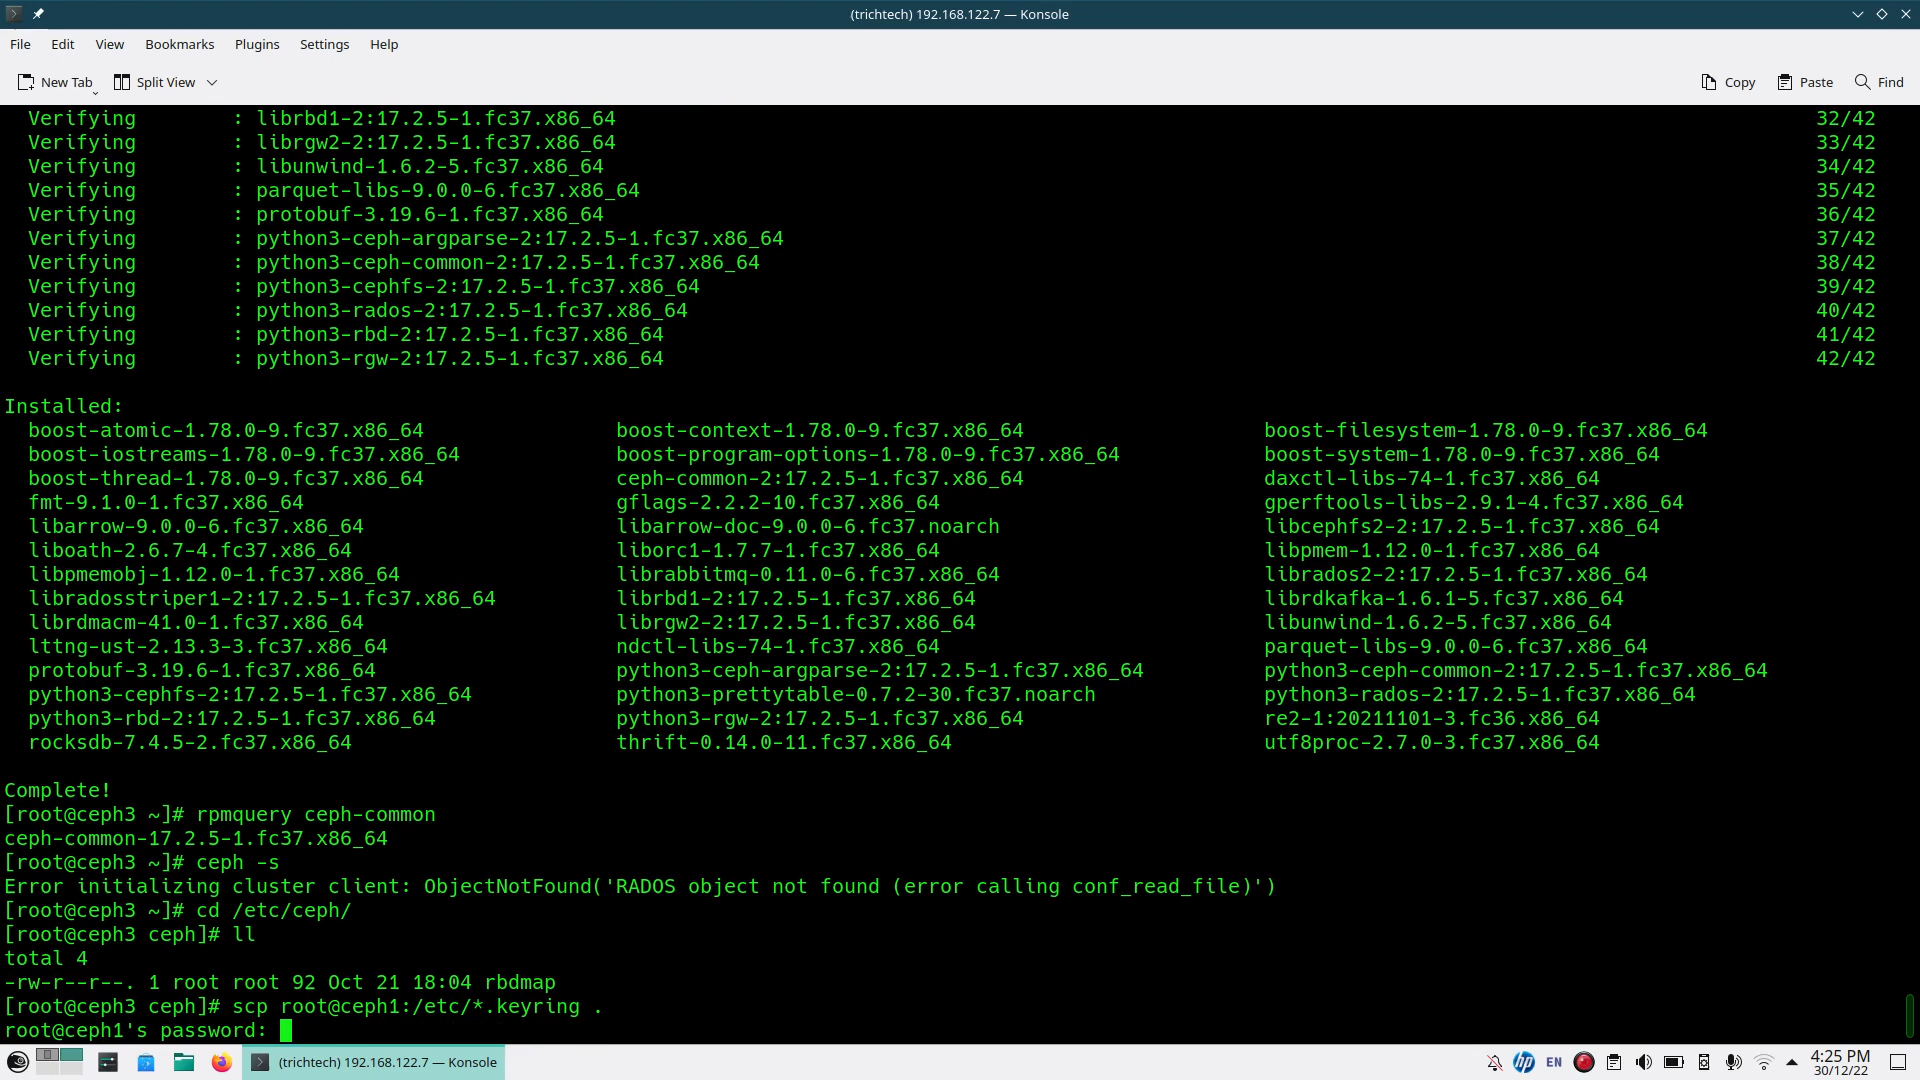 (trichtech) 192.168.122.7 — Konsole
File Edit View Bookmarks Plugins Settings Help
New Tab Split View Copy Paste Find
Verifying : librbd1-2:17.2.5-1.fc37.x86_64 32/42
Verifying : librgw2-2:17.2.5-1.fc37.x86_64 33/42
Verifying : libunwind-1.6.2-5.fc37.x86_64 34/42
Verifying : parquet-libs-9.0.0-6.fc37.x86_64 35/42
Verifying : protobuf-3.19.6-1.fc37.x86_64 36/42
Verifying : python3-ceph-argparse-2:17.2.5-1.fc37.x86_64 37/42
Verifying : python3-ceph-common-2:17.2.5-1.fc37.x86_64 38/42
Verifying : python3-cephfs-2:17.2.5-1.fc37.x86_64 39/42
Verifying : python3-rados-2:17.2.5-1.fc37.x86_64 40/42
Verifying : python3-rbd-2:17.2.5-1.fc37.x86_64 41/42
Verifying : python3-rgw-2:17.2.5-1.fc37.x86_64 42/42
Installed:
boost-atomic-1.78.0-9.fc37.x86_64 boost-context-1.78.0-9.fc37.x86_64 boost-filesystem-1.78.0-9.fc37.x86_64
boost-iostreams-1.78.0-9.fc37.x86_64 boost-program-options-1.78.0-9.fc37.x86_64 boost-system-1.78.0-9.fc37.x86_64
boost-thread-1.78.0-9.fc37.x86_64 ceph-common-2:17.2.5-1.fc37.x86_64 daxctl-libs-74-1.fc37.x86_64
fmt-9.1.0-1.fc37.x86_64 gflags-2.2.2-10.fc37.x86_64 gperftools-libs-2.9.1-4.fc37.x86_64
libarrow-9.0.0-6.fc37.x86_64 libarrow-doc-9.0.0-6.fc37.noarch libcephfs2-2:17.2.5-1.fc37.x86_64
liboath-2.6.7-4.fc37.x86_64 liborc1-1.7.7-1.fc37.x86_64 libpmem-1.12.0-1.fc37.x86_64
libpmemobj-1.12.0-1.fc37.x86_64 librabbitmq-0.11.0-6.fc37.x86_64 librados2-2:17.2.5-1.fc37.x86_64
libradosstriper1-2:17.2.5-1.fc37.x86_64 librbd1-2:17.2.5-1.fc37.x86_64 librdkafka-1.6.1-5.fc37.x86_64
librdmacm-41.0-1.fc37.x86_64 librgw2-2:17.2.5-1.fc37.x86_64 libunwind-1.6.2-5.fc37.x86_64
lttng-ust-2.13.3-3.fc37.x86_64 ndctl-libs-74-1.fc37.x86_64 parquet-libs-9.0.0-6.fc37.x86_64
protobuf-3.19.6-1.fc37.x86_64 python3-ceph-argparse-2:17.2.5-1.fc37.x86_64 python3-ceph-common-2:17.2.5-1.fc37.x86_64
python3-cephfs-2:17.2.5-1.fc37.x86_64 python3-prettytable-0.7.2-30.fc37.noarch python3-rados-2:17.2.5-1.fc37.x86_64
python3-rbd-2:17.2.5-1.fc37.x86_64 python3-rgw-2:17.2.5-1.fc37.x86_64 re2-1:20211101-3.fc36.x86_64
rocksdb-7.4.5-2.fc37.x86_64 thrift-0.14.0-11.fc37.x86_64 utf8proc-2.7.0-3.fc37.x86_64
Complete!
[root@ceph3 ~]# rpmquery ceph-common
ceph-common-17.2.5-1.fc37.x86_64
[root@ceph3 ~]# ceph -s
Error initializing cluster client: ObjectNotFound('RADOS object not found (error calling conf_read_file)')
[root@ceph3 ~]# cd /etc/ceph/
[root@ceph3 ceph]# ll
total 4
-rw-r--r--. 1 root root 92 Oct 21 18:04 rbdmap
[root@ceph3 ceph]# scp root@ceph1:/etc/*.keyring .
root@ceph1's password:
(trichtech) 192.168.122.7 — Konsole hp EN 4:25 PM
30/12/22